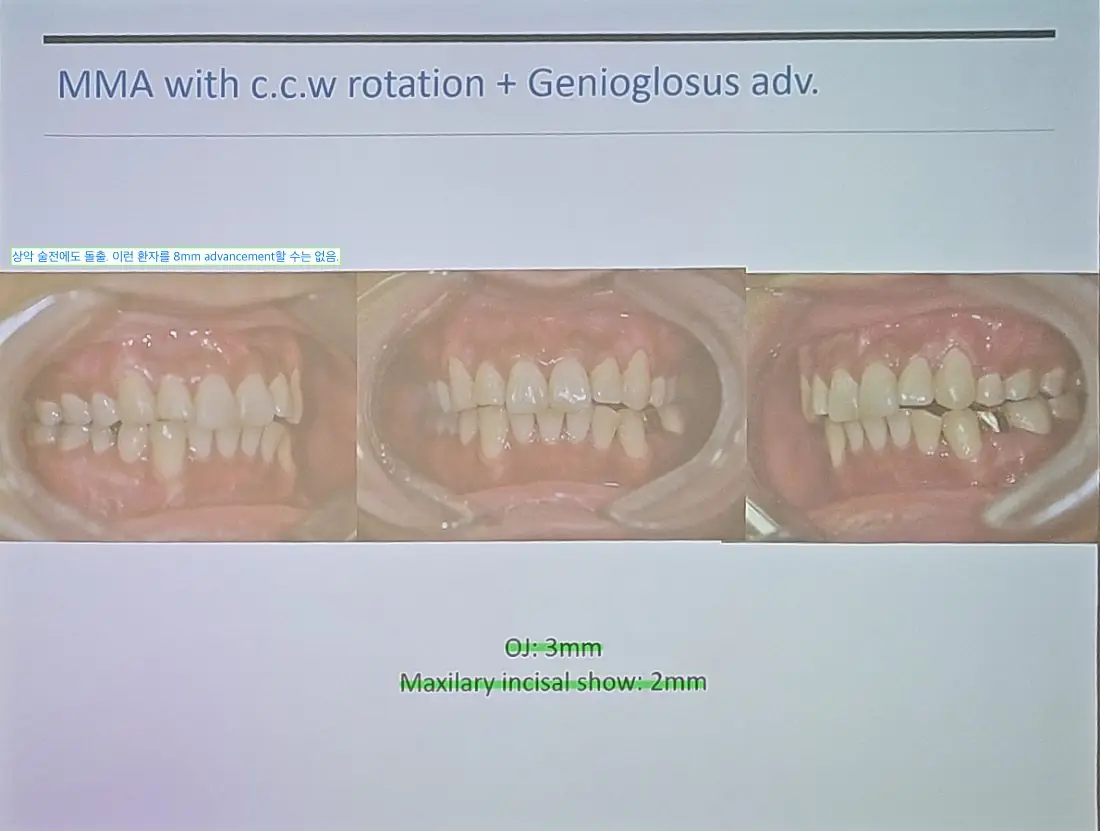 MMA with c.c.w rotation + Genioglosus adv.
상악 술전에도 돌출. 이런 환자를 8mm advancement할 수는 없음.
OJ: 3mm
Maxilary incisal show: 2mm